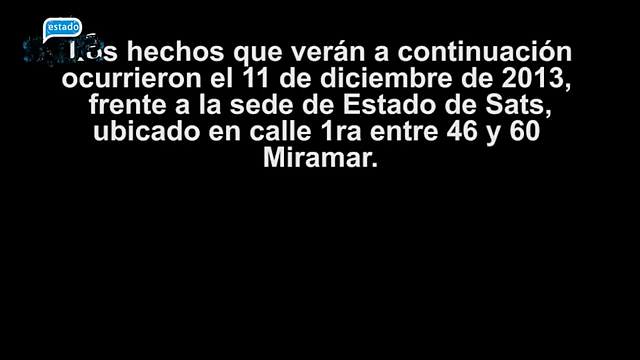 estado
Los hechos que verán a continuación
ocurrieron el 11 de diciembre de 2013,
frente a la sede de Estado de Sats,
ubicado en calle 1ra entre 46 y 60
Miramar.